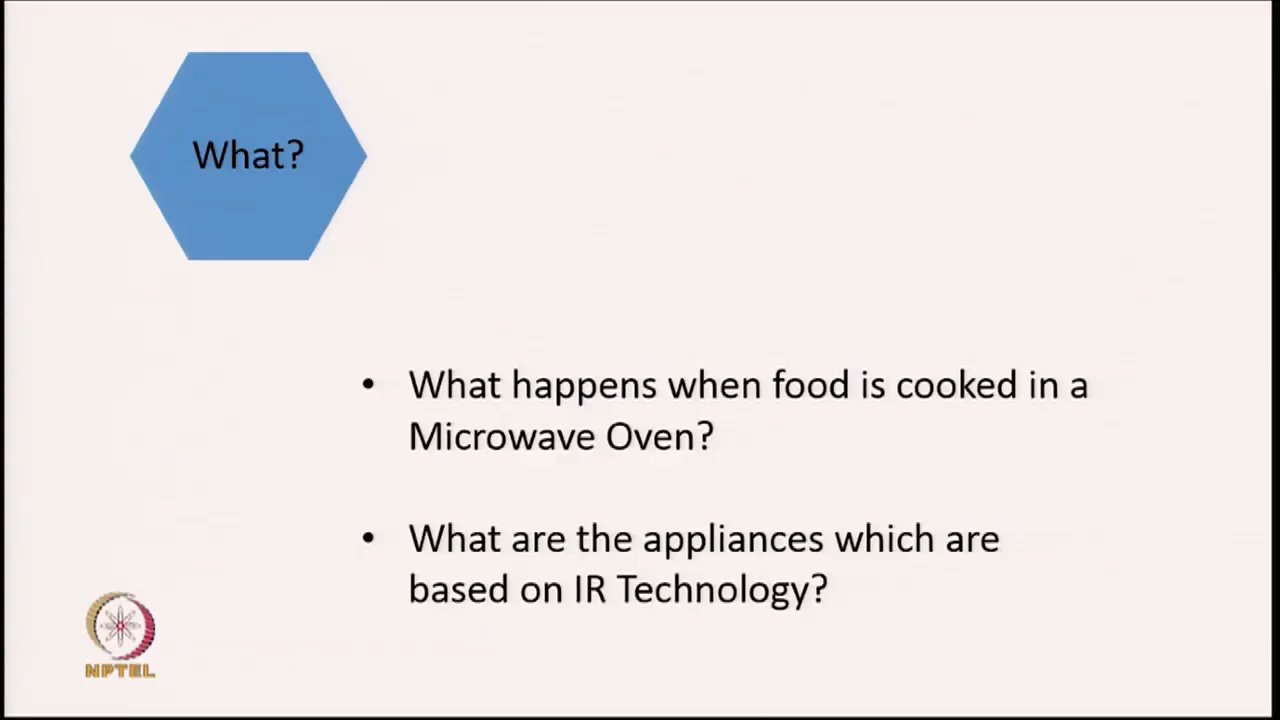 What?
• What happens when food is cooked in a
Microwave Oven?
• What are the appliances which are
based on IR Technology?
NPTEL